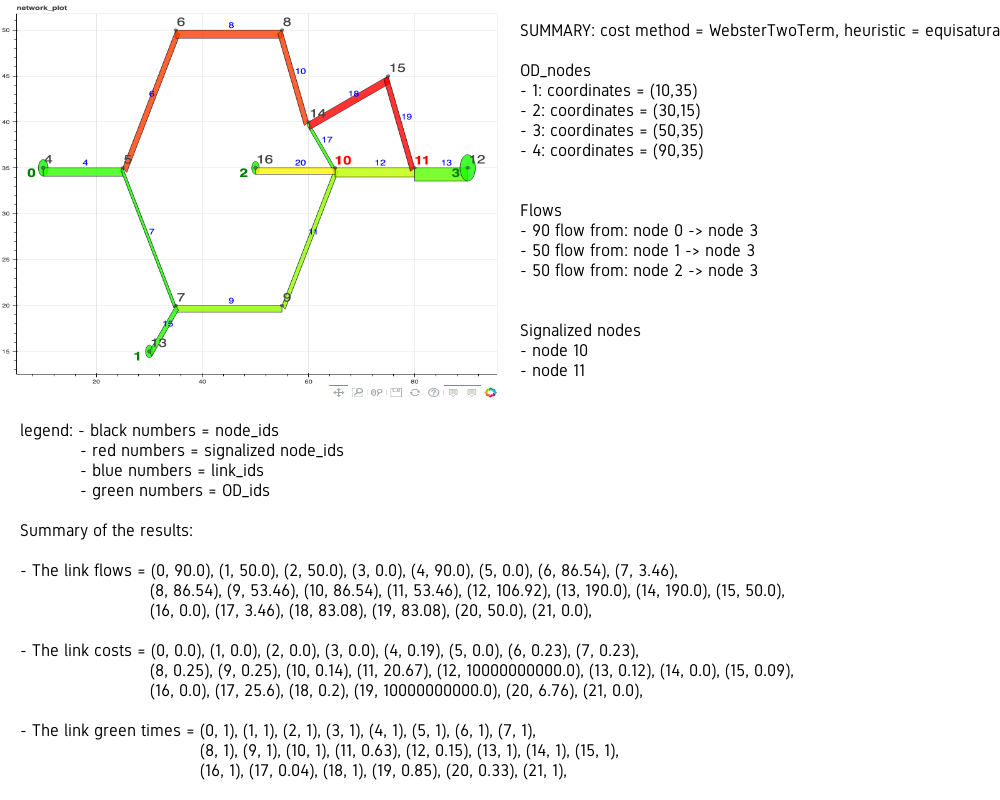 network_plot
50
45
40
35
30
25
20
15
20
40
60
80
6
8
8
6
10
15
14
18
19
17
4
4
5
0
16
20
2
10
12
11
13
12
3
7
11
7
9
9
15
13
1
SUMMARY: cost method = WebsterTwoTerm, heuristic = equisatura
OD_nodes
- 1: coordinates = (10,35)
- 2: coordinates = (30,15)
- 3: coordinates = (50,35)
- 4: coordinates = (90,35)
Flows
- 90 flow from: node 0 -> node 3
- 50 flow from: node 1 -> node 3
- 50 flow from: node 2 -> node 3
Signalized nodes
- node 10
- node 11
legend: - black numbers = node_ids
- red numbers = signalized node_ids
- blue numbers = link_ids
- green numbers = OD_ids
Summary of the results:
- The link flows = (0, 90.0), (1, 50.0), (2, 50.0), (3, 0.0), (4, 90.0), (5, 0.0), (6, 86.54), (7, 3.46),
(8, 86.54), (9, 53.46), (10, 86.54), (11, 53.46), (12, 106.92), (13, 190.0), (14, 190.0), (15, 50.0),
(16, 0.0), (17, 3.46), (18, 83.08), (19, 83.08), (20, 50.0), (21, 0.0),
- The link costs = (0, 0.0), (1, 0.0), (2, 0.0), (3, 0.0), (4, 0.19), (5, 0.0), (6, 0.23), (7, 0.23),
(8, 0.25), (9, 0.25), (10, 0.14), (11, 20.67), (12, 10000000000.0), (13, 0.12), (14, 0.0), (15, 0.09),
(16, 0.0), (17, 25.6), (18, 0.2), (19, 10000000000.0), (20, 6.76), (21, 0.0),
- The link green times = (0, 1), (1, 1), (2, 1), (3, 1), (4, 1), (5, 1), (6, 1), (7, 1),
(8, 1), (9, 1), (10, 1), (11, 0.63), (12, 0.15), (13, 1), (14, 1), (15, 1),
(16, 1), (17, 0.04), (18, 1), (19, 0.85), (20, 0.33), (21, 1),